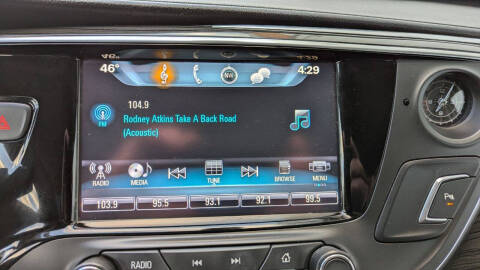 46° 4:29
NW
104.9
FM
Rodney Atkins Take A Back Road
(Acoustic)
RADIO MEDIA TUNE BROWSE MENU
103.9 95.5 93.1 92.1 99.5
RADIO